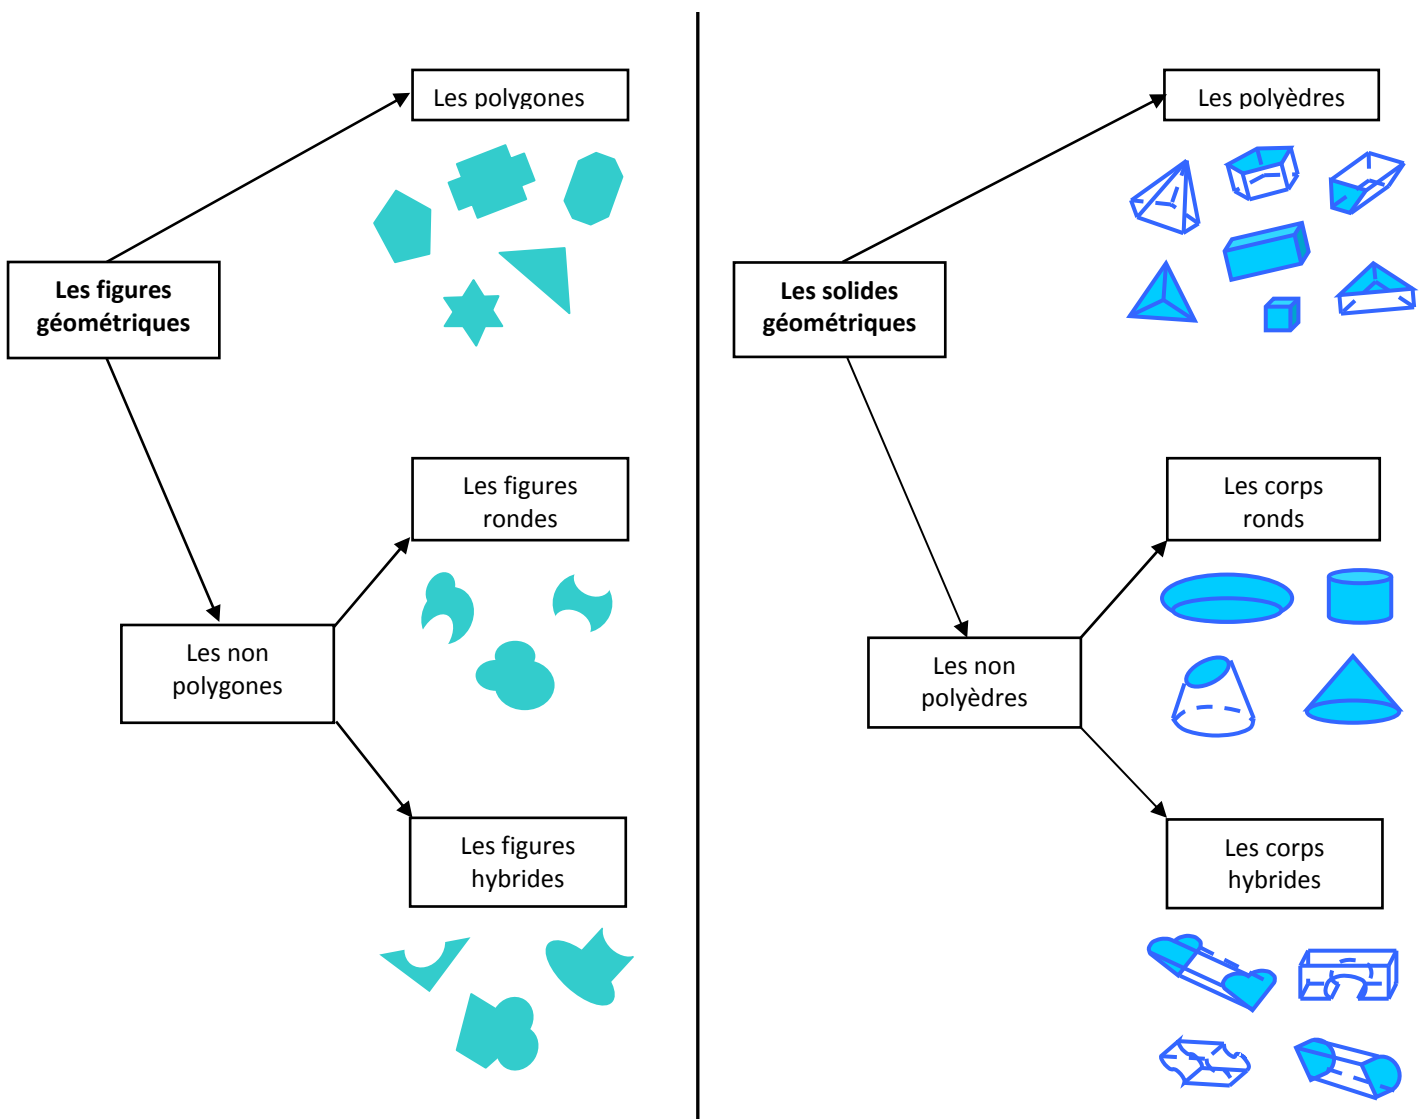 Les polygones
Les figures
géométriques
Les figures
rondes
Les non
polygones
Les figures
hybrides
Les polyèdres
Les solides
géométriques
Les corps
ronds
Les non
polyèdres
Les corps
hybrides